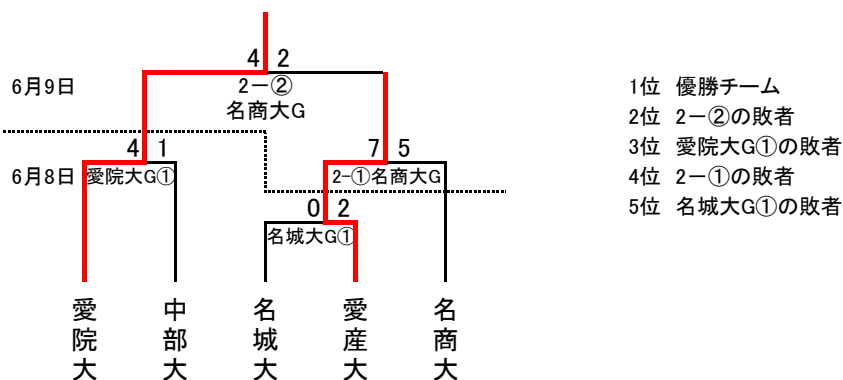 4 2
6月9日
2－②
名商大G
4 1
7 5
6月8日
愛院大G①
2-①名商大G
0 2
名城大G①
愛院大
中部大
名城大
愛産大
名商大
1位 優勝チーム
2位 2－②の敗者
3位 愛院大G①の敗者
4位 2－①の敗者
5位 名城大G①の敗者